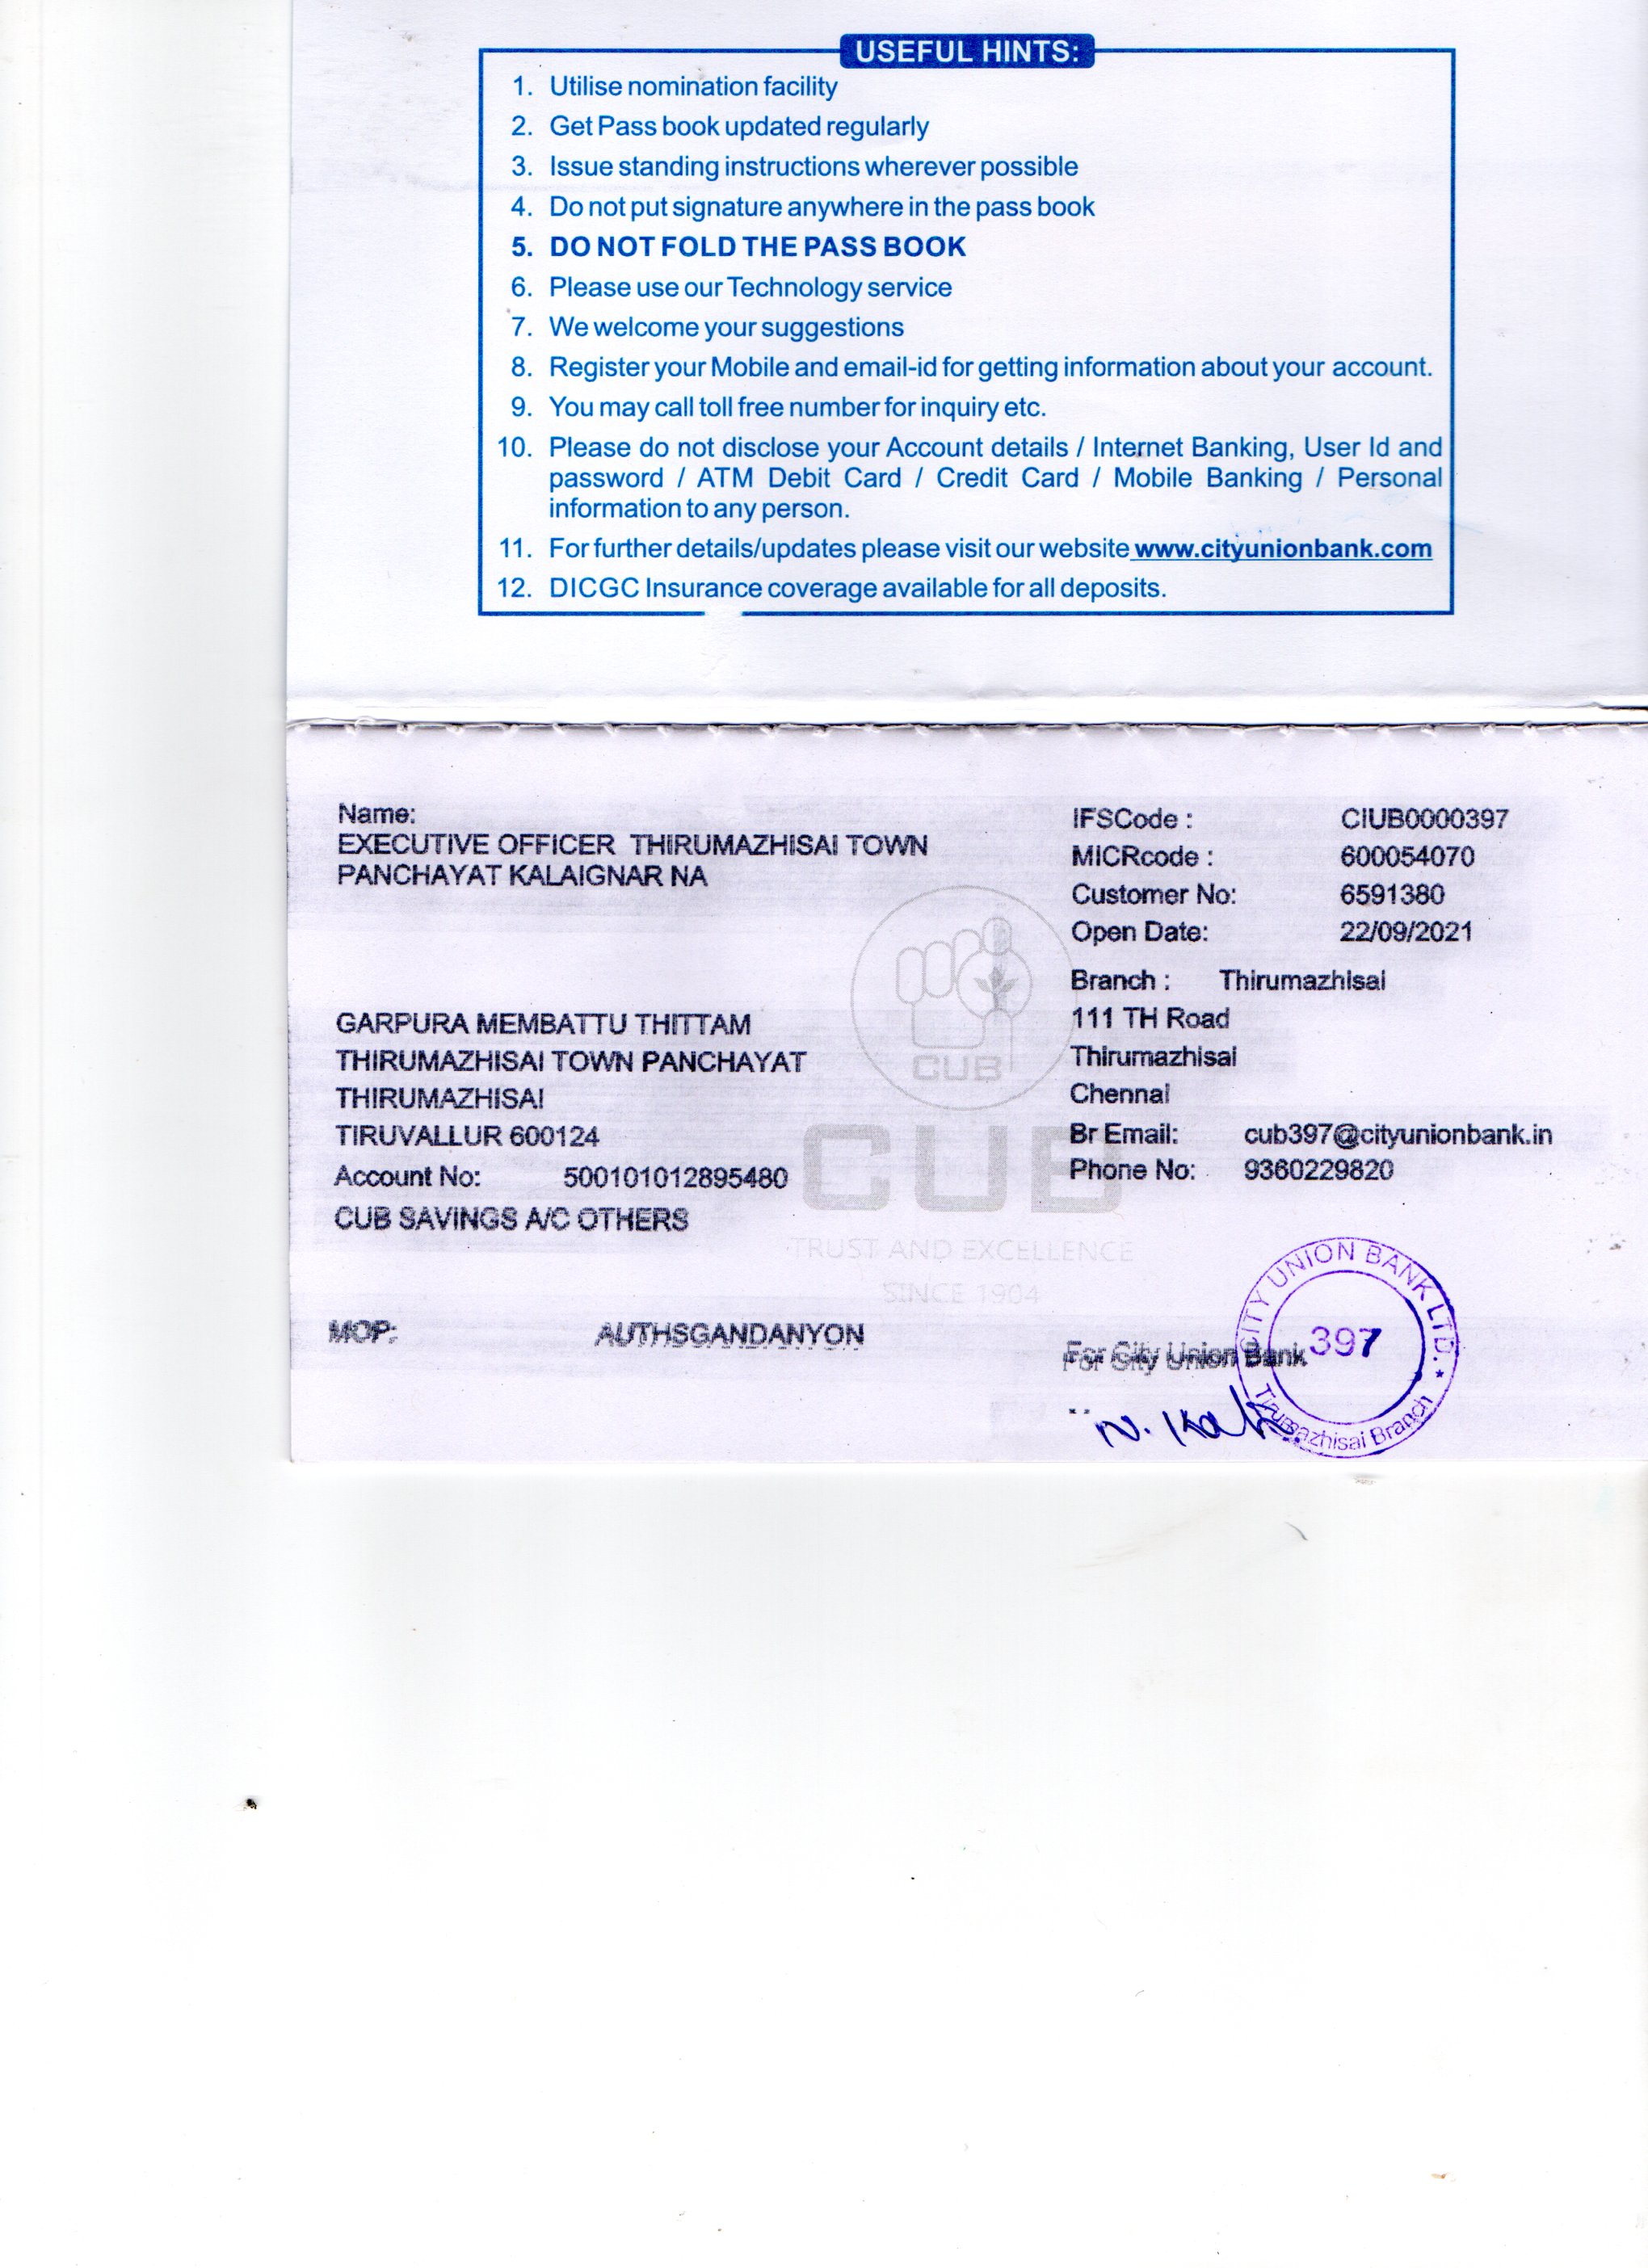 USEFUL HINTS:
1. Utilise nomination facility
2. Get Pass book updated regularly
3. Issue standing instructions wherever possible
4. Do not put signature anywhere in the pass book
5. DO NOT FOLD THE PASS BOOK
6. Please use our Technology service
7. We welcome your suggestions
8. Register your Mobile and email-id for getting information about your account.
9. You may call toll free number for inquiry etc.
10. Please do not disclose your Account details / Internet Banking, User Id and
password / ATM Debit Card / Credit Card / Mobile Banking / Personal
information to any person.
11. For further details/updates please visit our website www.cityunionbank.com
12. DICGC Insurance coverage available for all deposits.
Name:
EXECUTIVE OFFICER THIRUMAZHISAI TOWN
PANCHAYAT KALAIGNAR NA
GARPURA MEMBATTU THITTAM
THIRUMAZHISAI TOWN PANCHAYAT
THIRUMAZHISAI
TIRUVALLUR 600124
Account No: 500101012895480
CUB SAVINGS A/C OTHERS
MOP: AUTHSGANDANYON
IFSCode : CIUB0000397
MICRcode : 600054070
Customer No: 6591380
Open Date: 22/09/2021
Branch : Thirumazhisai
111 TH Road
Thirumazhisai
Chennai
Br Email: cub397@cityunionbank.in
Phone No: 9360229820
CUB
CUB
TRUST AND EXCELLENCE
SINCE 1904
For City Union Bank
CITY UNION BANK LTD.
397
Tirumazhisai Branch